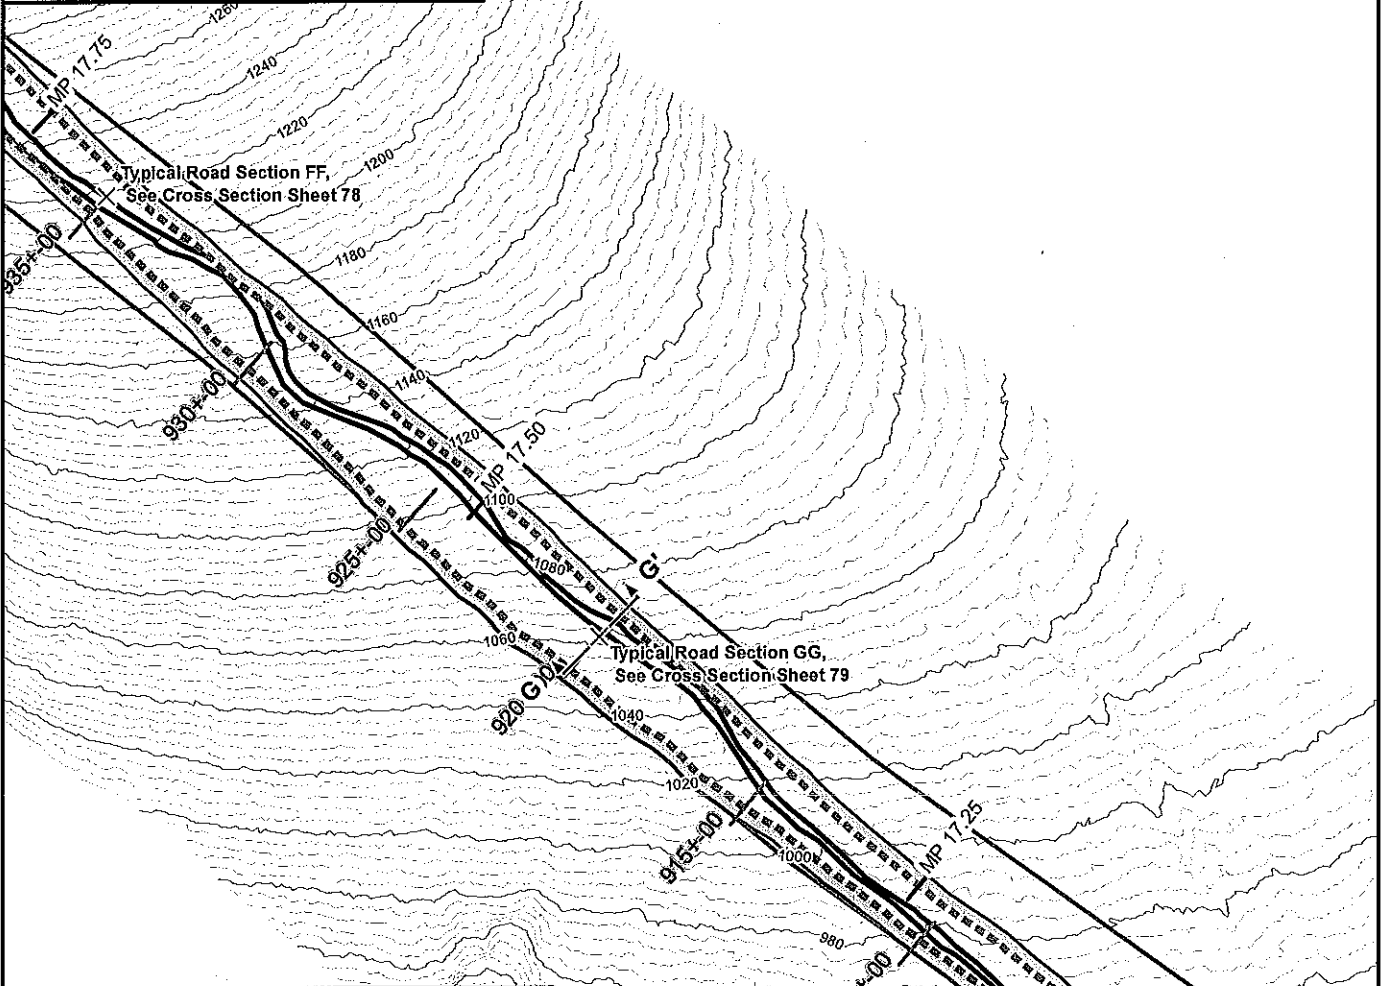 1260
MP 17.75
1240
1220
1200
Typical Road Section FF,
See Cross Section Sheet 78
935+-00
1180
1160
1140
930+-00
1120
MP 17.50
1100
925+-00
1080
G'
1060
Typical Road Section GG,
See Cross Section Sheet 79
920
G
1040
1020
915+-00
MP 17.25
1000
980
+-00